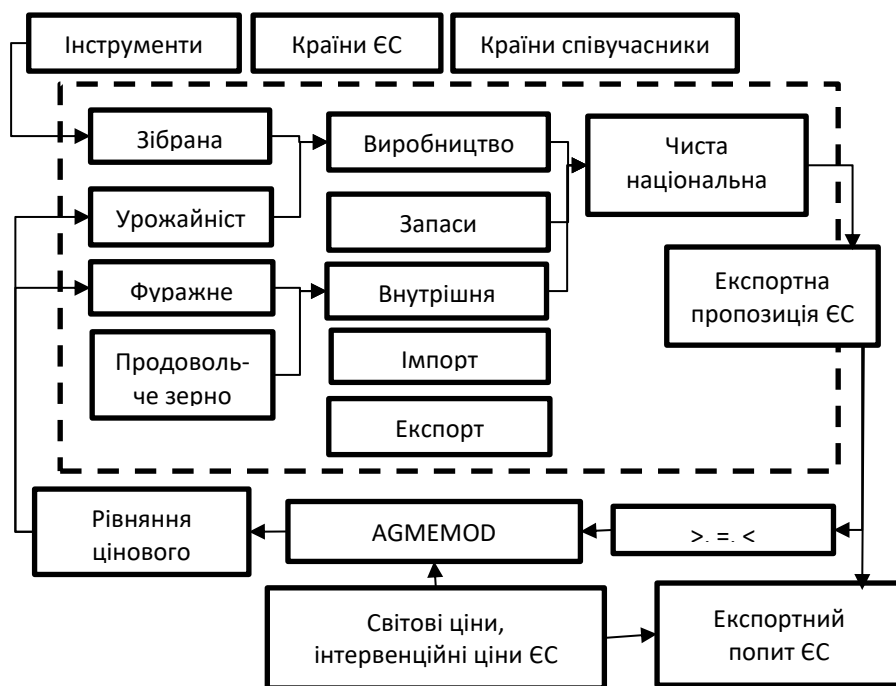 Інструменти
Країни ЄС
Країни співучасники
Зібрана
Виробництво
Чиста
національна
Урожайніст
Запаси
Фуражне
Внутрішня
Експортна
пропозиція ЄС
Продоволь-
че зерно
Імпорт
Експорт
Рівняння
цінового
AGMEMOD
>, =, <
Світові ціни,
інтервенційні ціни ЄС
Експортний
попит ЄС